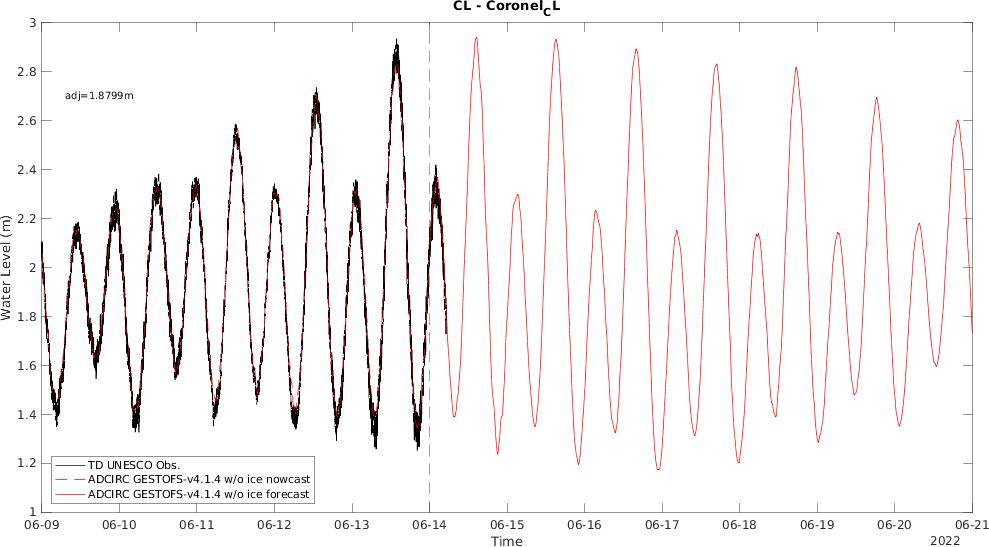 CL - Coronel_CL
3
2.8
adj=1.8799m
2.6
2.4
2.2
2
1.8
1.6
1.4
1.2
1
Water Level (m)
TD UNESCO Obs.
ADCIRC GESTOFS-v4.1.4 w/o ice nowcast
ADCIRC GESTOFS-v4.1.4 w/o ice forecast
06-09 06-10 06-11 06-12 06-13 06-14 06-15 06-16 06-17 06-18 06-19 06-20 06-21
Time
2022